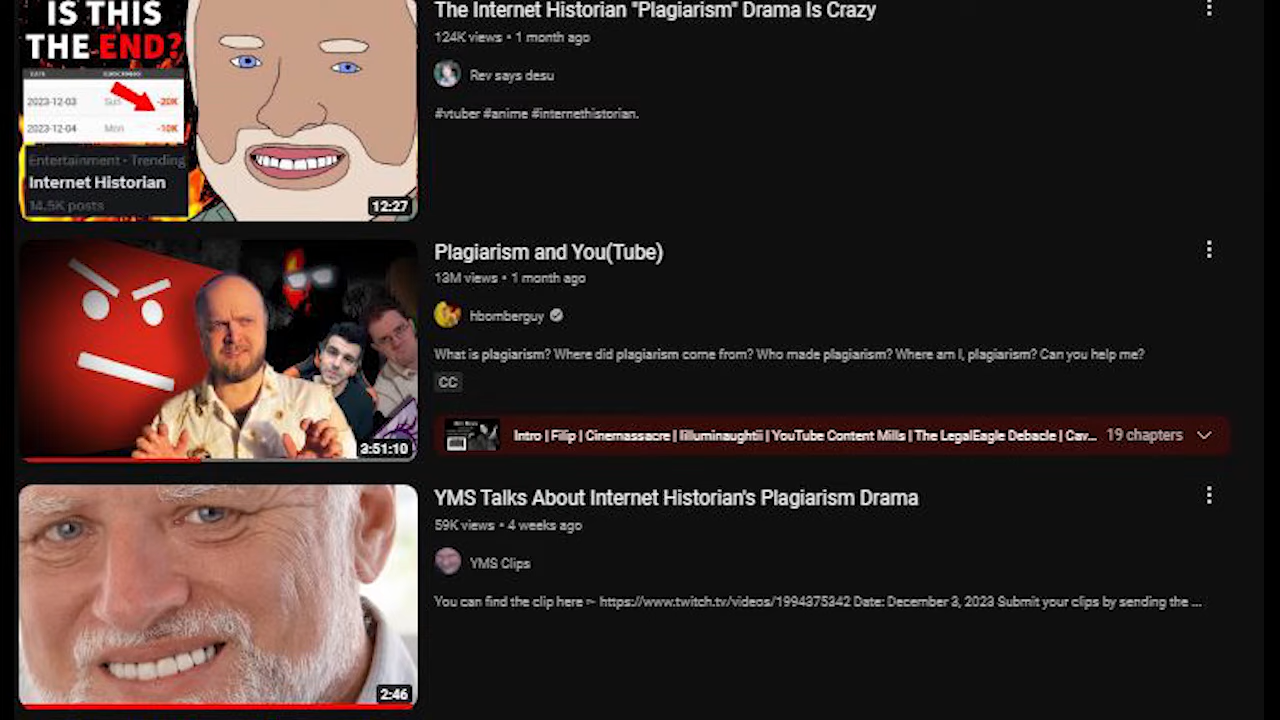 IS THIS
THE END?
The Internet Historian "Plagiarism" Drama Is Crazy
124K views • 1 month ago
Rev says desu
#vtuber #anime #internethistorian.
2023-12-03 Sun -20K
2023-12-04 Mon -10K
Entertainment · Trending
Internet Historian
14.5K posts
12:27
Plagiarism and You(Tube)
13M views • 1 month ago
hbomberguy
What is plagiarism? Where did plagiarism come from? Who made plagiarism? Where am I, plagiarism? Can you help me?
CC
Intro | Filip | Cinemassacre | Iilluminaughtii | YouTube Content Mills | The LegalEagle Debacle | Cav... 19 chapters
3:51:10
YMS Talks About Internet Historian's Plagiarism Drama
59K views • 4 weeks ago
YMS Clips
You can find the clip here ► https://www.twitch.tv/videos/1994375342 Date: December 3, 2023 Submit your clips by sending the ...
2:46